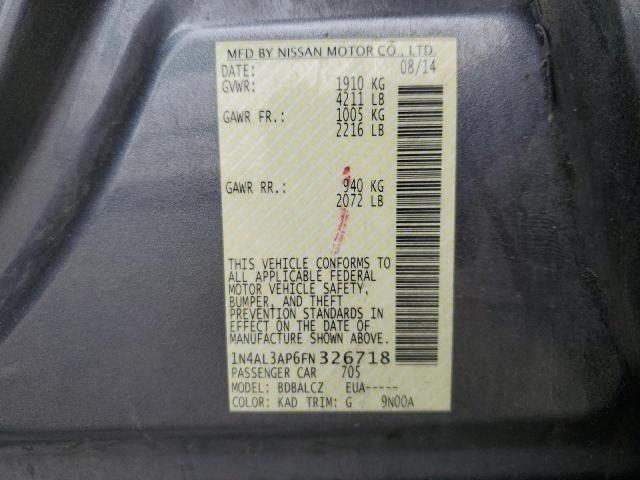 MFD BY NISSAN MOTOR CO., LTD.
DATE: 08/14
GVWR: 1910 KG
4211 LB
GAWR FR.: 1005 KG
2216 LB
GAWR RR.: 940 KG
2072 LB
THIS VEHICLE CONFORMS TO
ALL APPLICABLE FEDERAL
MOTOR VEHICLE SAFETY,
BUMPER, AND THEFT
PREVENTION STANDARDS IN
EFFECT ON THE DATE OF
MANUFACTURE SHOWN ABOVE.
1N4AL3AP6FN326718
PASSENGER CAR 705
MODEL: BDBALCZ EUA-----
COLOR: KAD TRIM: G 9N00A